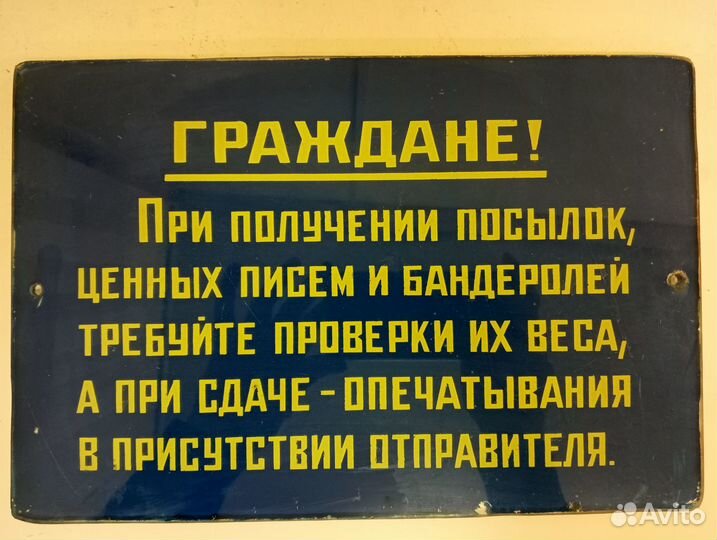 ГРАЖДАНЕ!
При получении посылок,
ценных писем и бандеролей
требуйте проверки их веса,
а при сдаче – опечатывания
в присутствии отправителя.
Avito